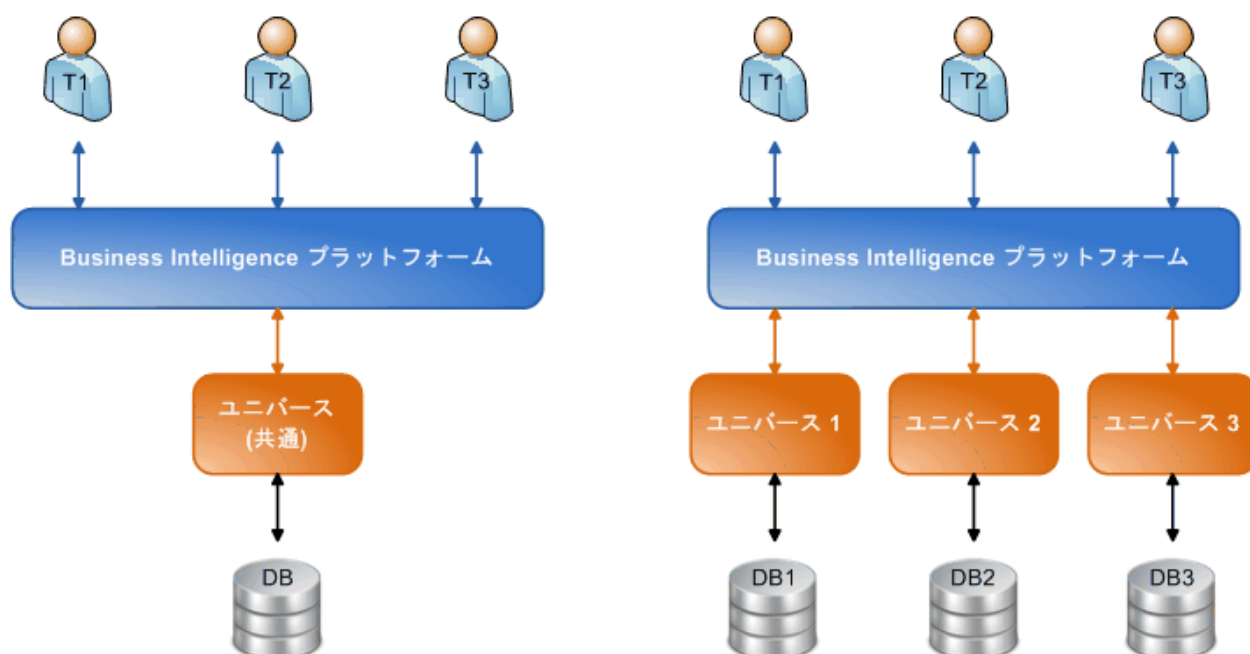 T1
T2
T3
T1
T2
T3
Business Intelligence プラットフォーム
Business Intelligence プラットフォーム
ユニバース
(共通)
ユニバース 1
ユニバース 2
ユニバース 3
DB
DB1
DB2
DB3